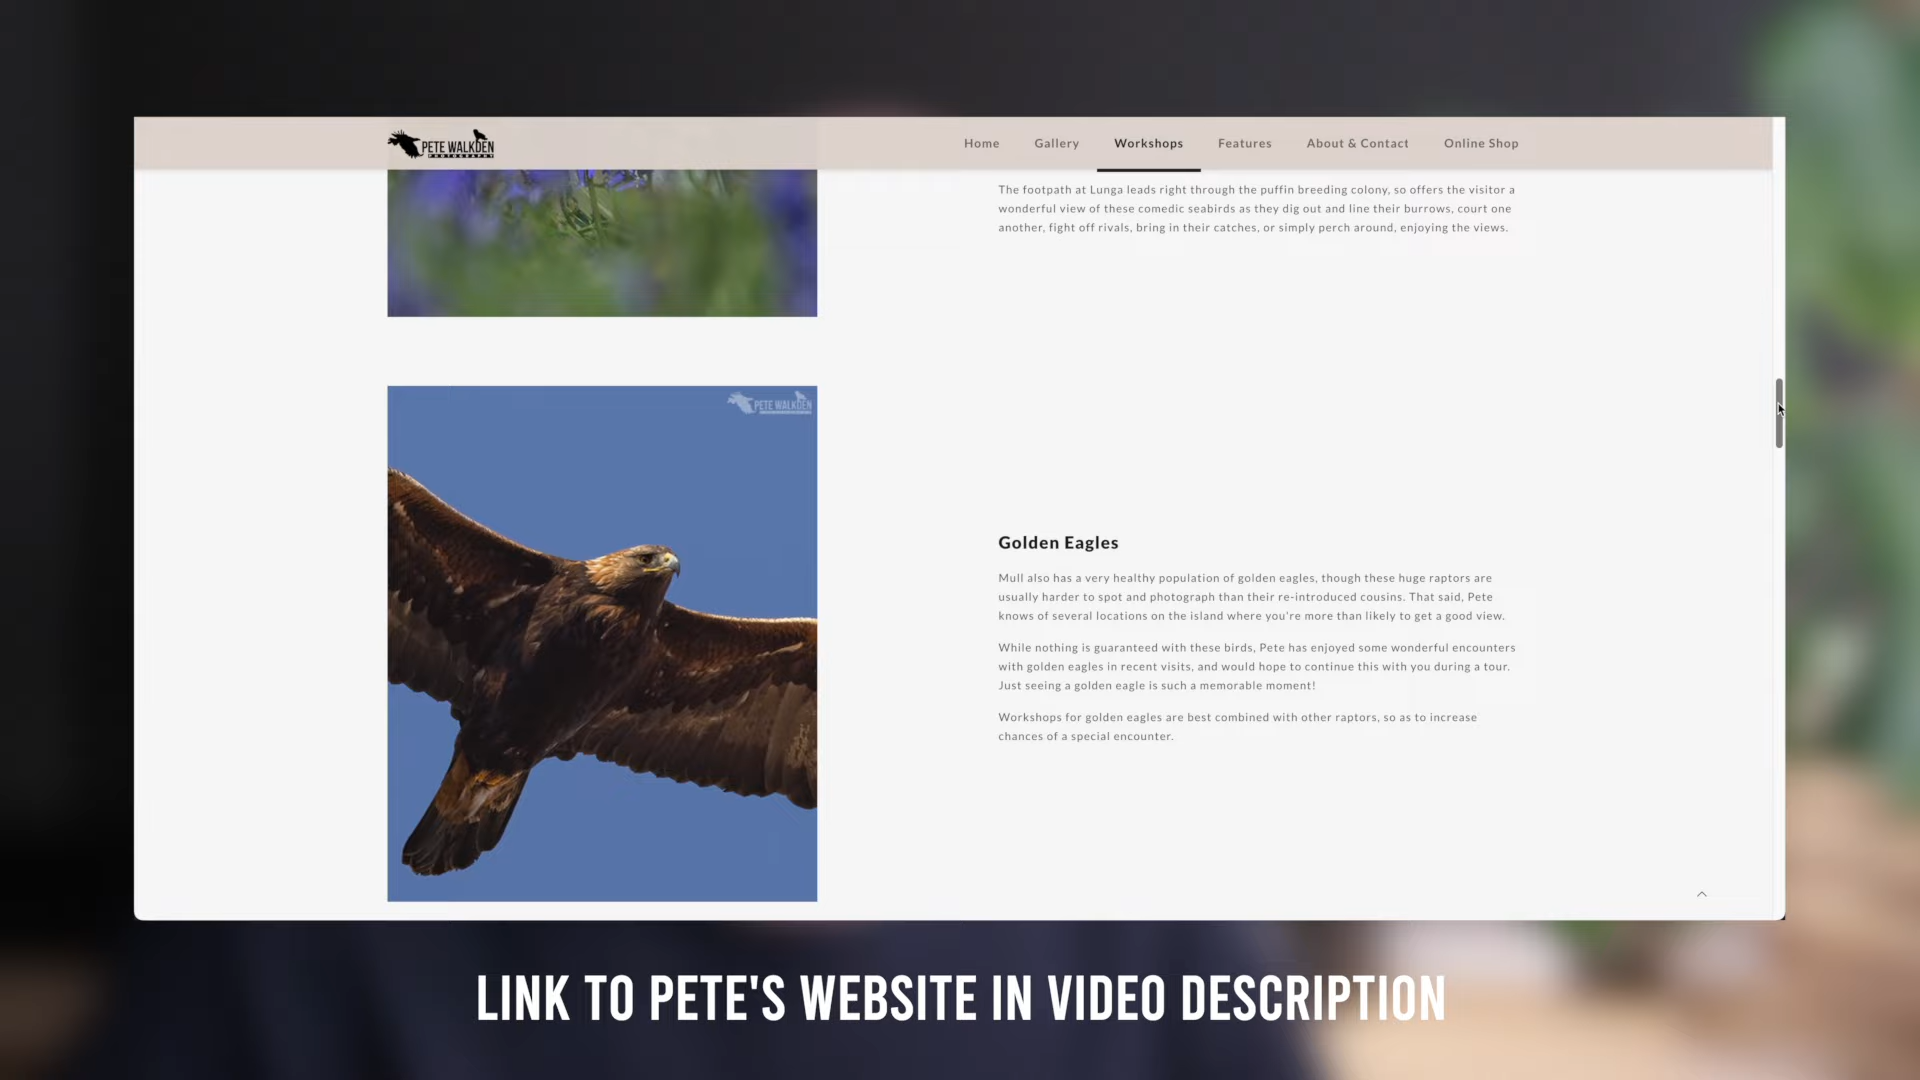 PETE WALKDEN
PHOTOGRAPHY
Home
Gallery
Workshops
Features
About & Contact
Online Shop
The footpath at Lunga leads right through the puffin breeding colony, so offers the visitor a
wonderful view of these comedic seabirds as they dig out and line their burrows, court one
another, fight off rivals, bring in their catches, or simply perch around, enjoying the views.
PETE WALKDEN
Golden Eagles
Mull also has a very healthy population of golden eagles, though these huge raptors are
usually harder to spot and photograph than their re-introduced cousins. That said, Pete
knows of several locations on the island where you're more than likely to get a good view.
While nothing is guaranteed with these birds, Pete has enjoyed some wonderful encounters
with golden eagles in recent visits, and would hope to continue this with you during a tour.
Just seeing a golden eagle is such a memorable moment!
Workshops for golden eagles are best combined with other raptors, so as to increase
chances of a special encounter.
LINK TO PETE'S WEBSITE IN VIDEO DESCRIPTION